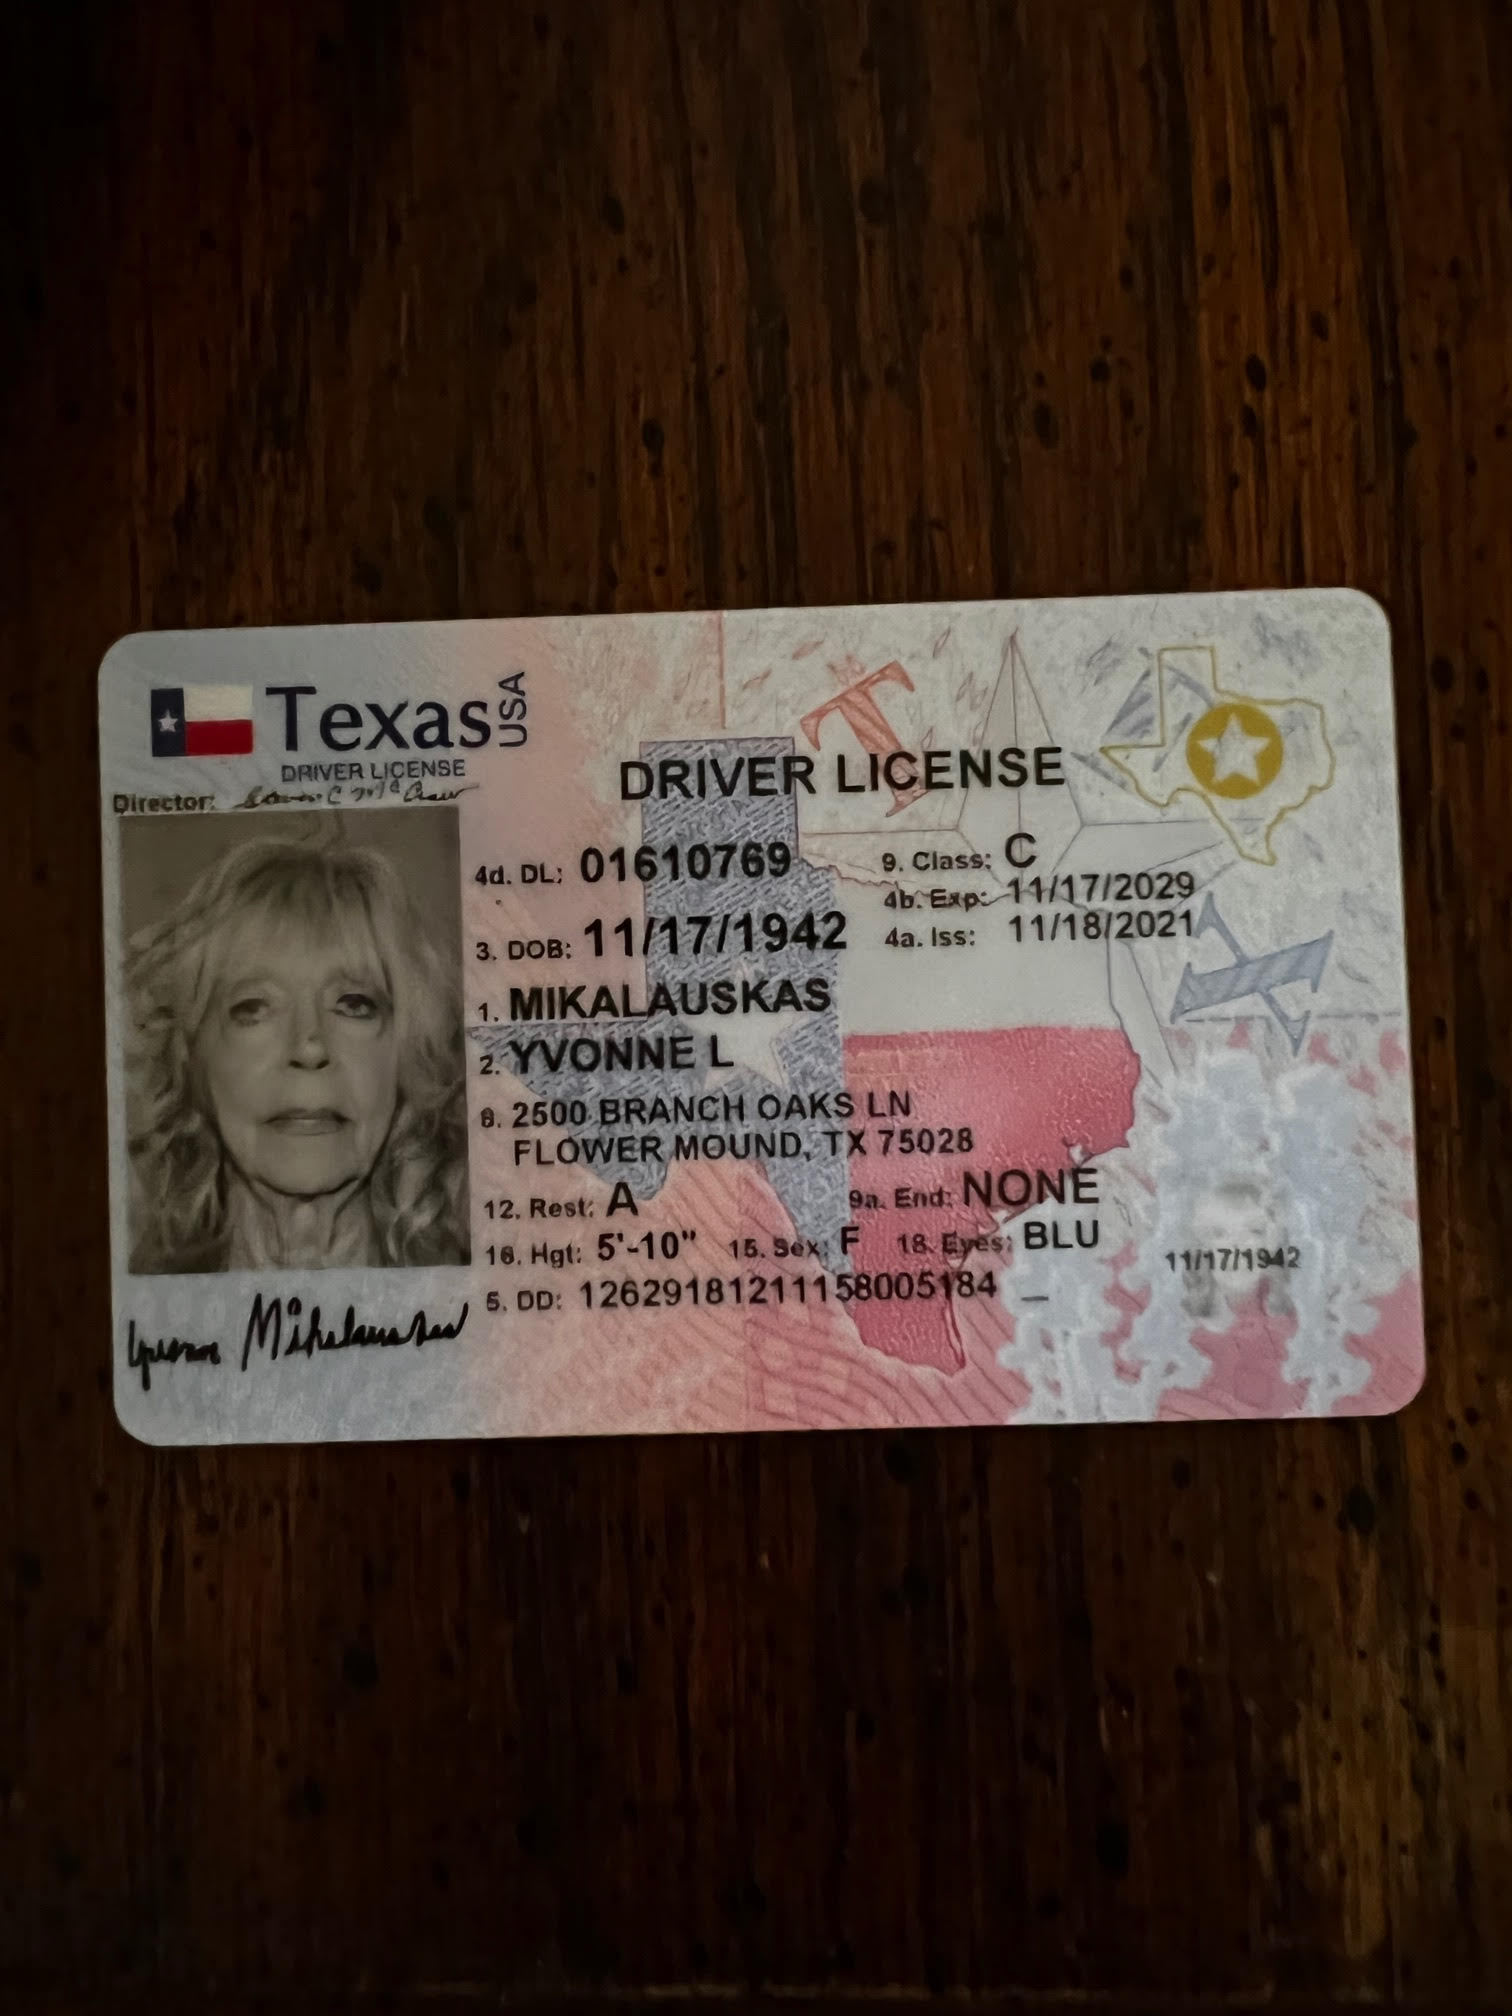 Texas USA
DRIVER LICENSE
Director:
DRIVER LICENSE
4d. DL: 01610769
9. Class: C
4b. Exp: 11/17/2029
3. DOB: 11/17/1942
4a. Iss: 11/18/2021
1. MIKALAUSKAS
2. YVONNE L
8. 2500 BRANCH OAKS LN
FLOWER MOUND, TX 75028
12. Rest: A
9a. End: NONE
16. Hgt: 5'-10"
15. Sex: F
18. Eyes: BLU
5. DD: 12629181211158005184
11/17/1942
Yvonne Mikalauskas
T
X